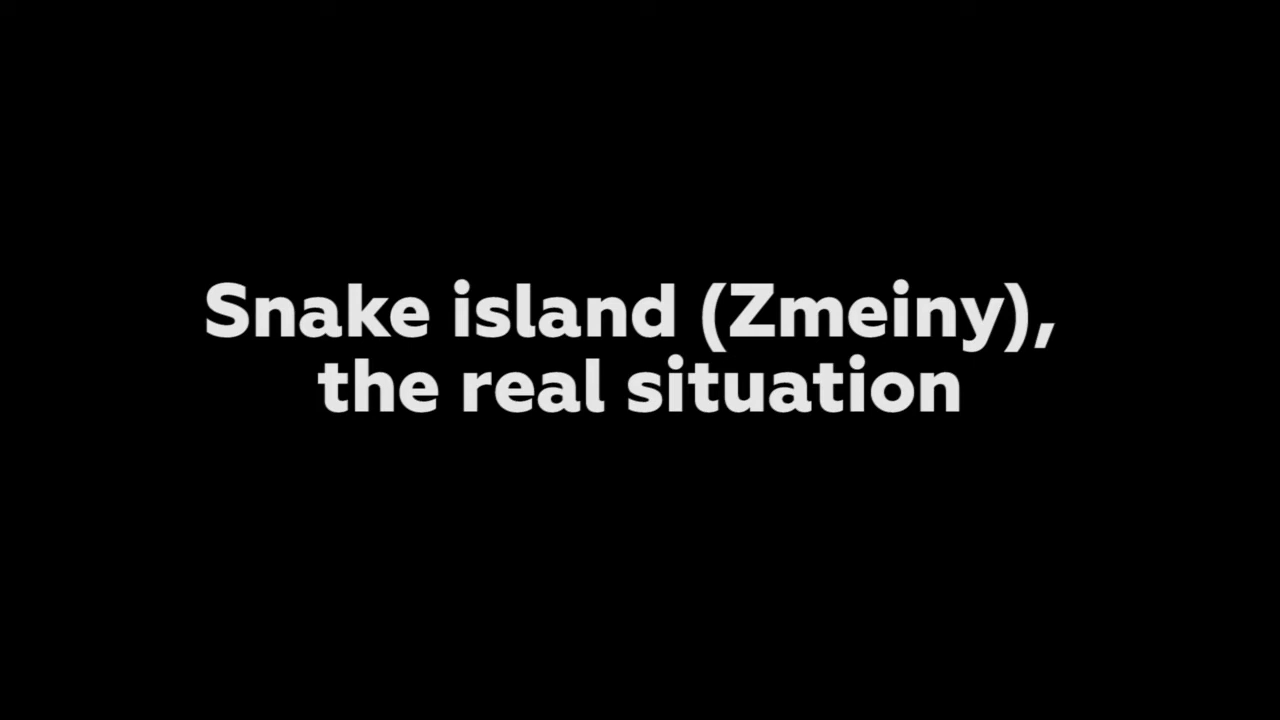 Snake island (Zmeiny),
the real situation